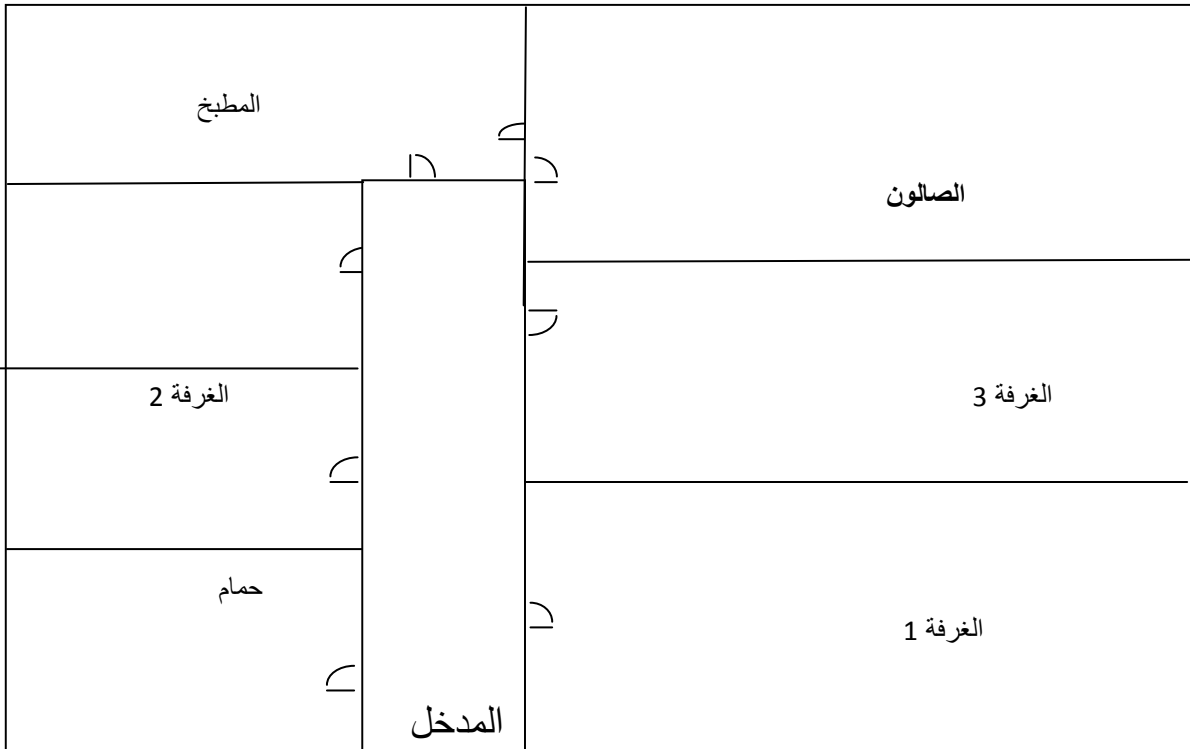 المطبخ
الصالون
الغرفة 3
الغرفة 2
حمام
الغرفة 1
المدخل